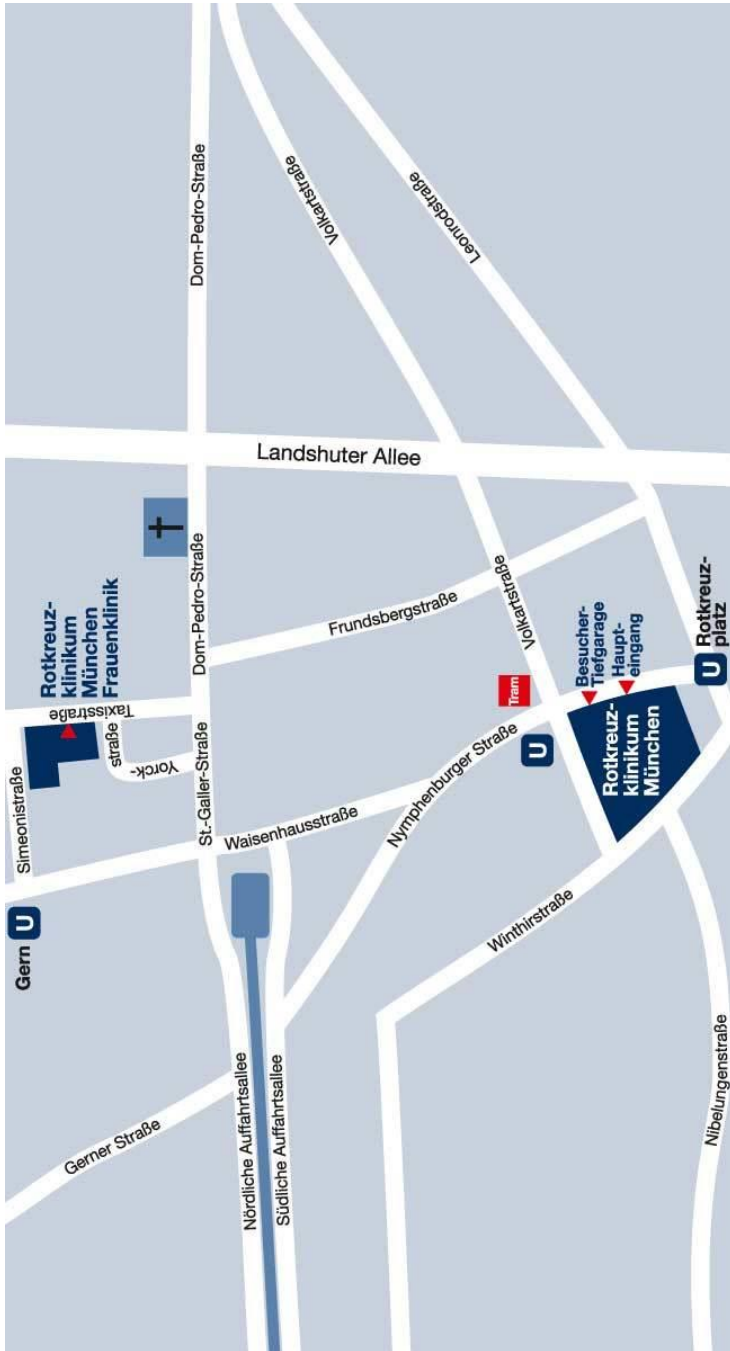 Dom-Pedro-Straße
Volkartstraße
Leonrodstraße
Landshuter Allee
Rotkreuz-
klinikum
München
Frauenklinik
Dom-Pedro-Straße
Frundsbergstraße
Volkartstraße
Besucher-
Tiefgarage
Haupt-
eingang
U
Rotkreuz-
platz
Taxisstraße
Yorck-
straße
Simeonistraße
St.-Galler-Straße
Waisenhausstraße
Nymphenburger Straße
Tram
U
Rotkreuz-
klinikum
München
Gern
U
Winthirstraße
Gerner Straße
Nördliche Auffahrtsallee
Südliche Auffahrtsallee
Nibelungenstraße